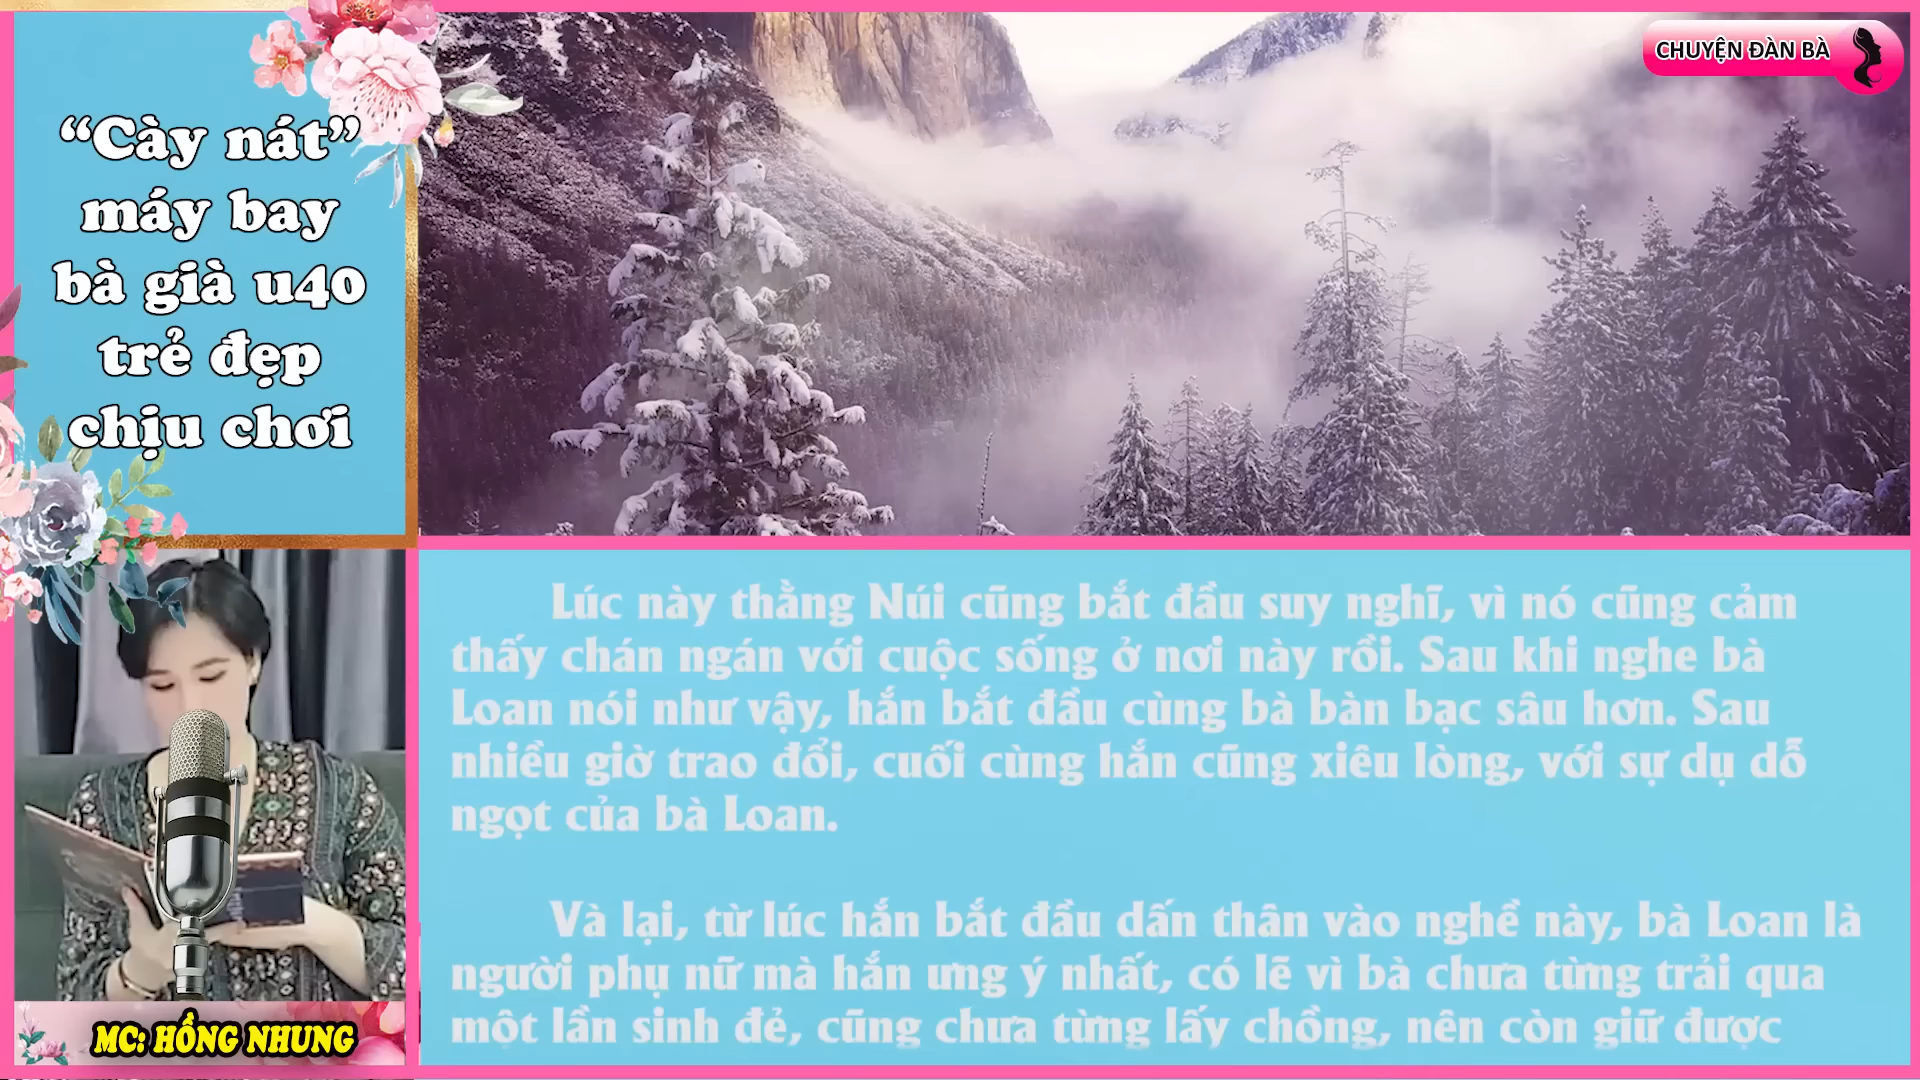 “Cày nát”
máy bay
bà già u40
trẻ đẹp
chịu chơi
CHUYỆN ĐÀN BÀ
Lúc này thằng Núi cũng bắt đầu suy nghĩ, vì nó cũng cảm
thấy chán ngán với cuộc sống ở nơi này rồi. Sau khi nghe bà
Loan nói như vậy, hắn bắt đầu cùng bà bàn bạc sâu hơn. Sau
nhiều giờ trao đổi, cuối cùng hắn cũng xiêu lòng, với sự dụ dỗ
ngọt của bà Loan.
Và lại, từ lúc hắn bắt đầu dấn thân vào nghề này, bà Loan là
người phụ nữ mà hắn ưng ý nhất, có lẽ vì bà chưa từng trải qua
một lần sinh đẻ, cũng chưa từng lấy chồng, nên còn giữ được
MC: HỒNG NHUNG